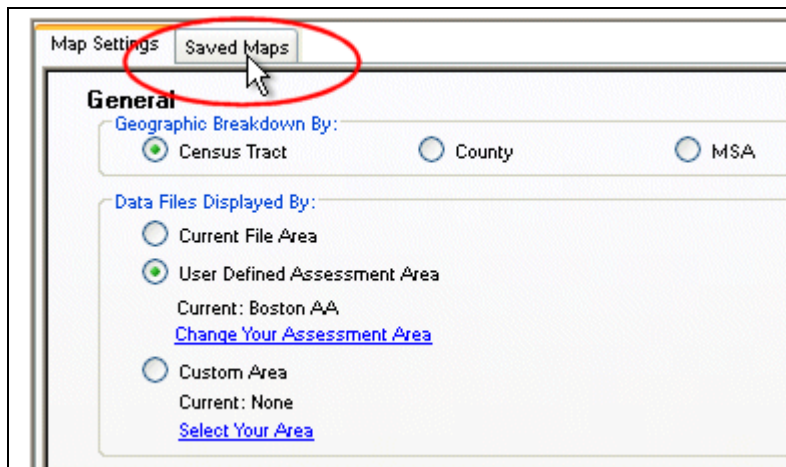 Map Settings Saved Maps
General
Geographic Breakdown By:
Census Tract County MSA
Data Files Displayed By:
Current File Area
User Defined Assessment Area
Current: Boston AA
Change Your Assessment Area
Custom Area
Current: None
Select Your Area